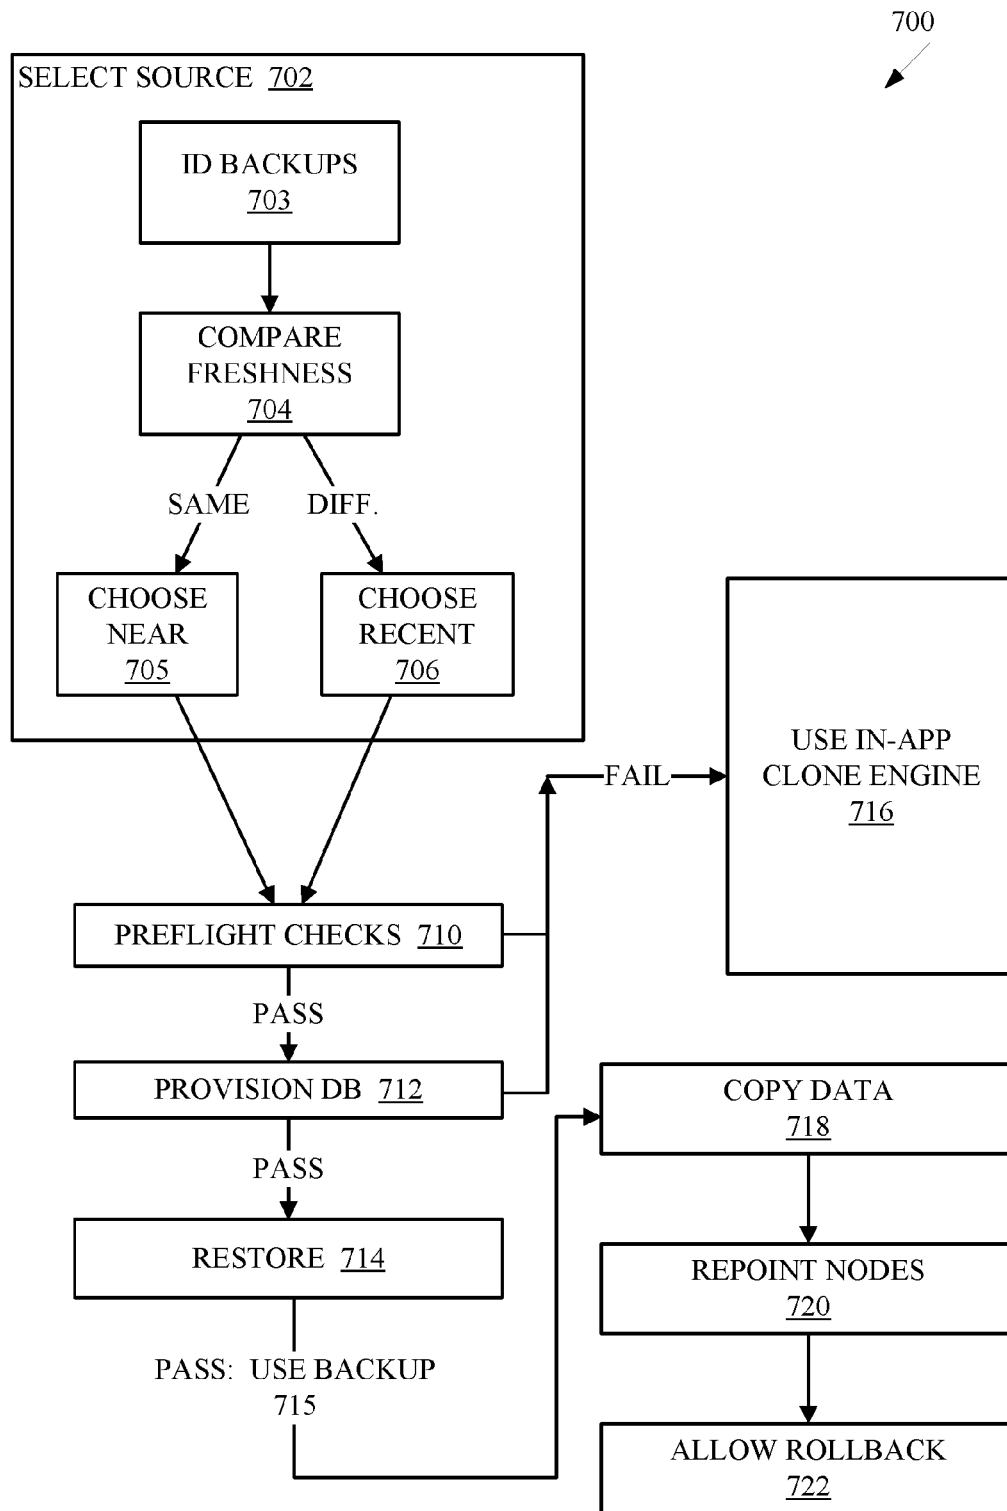 700
SELECT SOURCE 702
ID BACKUPS
703
COMPARE
FRESHNESS
704
SAME
DIFF.
CHOOSE
NEAR
705
CHOOSE
RECENT
706
USE IN-APP
CLONE ENGINE
716
FAIL
PREFLIGHT CHECKS 710
PASS
PROVISION DB 712
PASS
RESTORE 714
PASS: USE BACKUP
715
COPY DATA
718
REPOINT NODES
720
ALLOW ROLLBACK
722